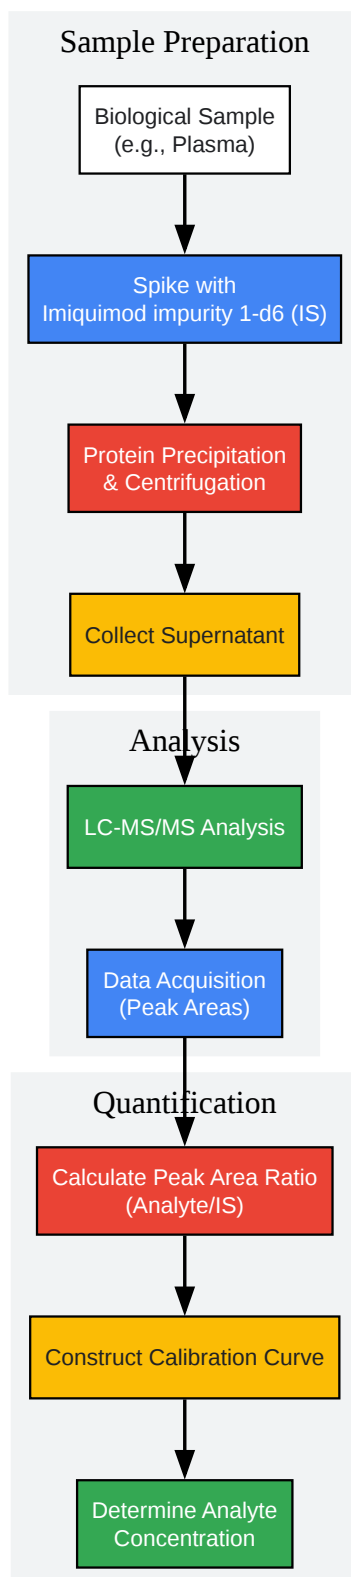 Sample Preparation
Biological Sample
(e.g., Plasma)
Spike with
Imiquimod impurity 1-d6 (IS)
Protein Precipitation
& Centrifugation
Collect Supernatant
Analysis
LC-MS/MS Analysis
Data Acquisition
(Peak Areas)
Quantification
Calculate Peak Area Ratio
(Analyte/IS)
Construct Calibration Curve
Determine Analyte
Concentration